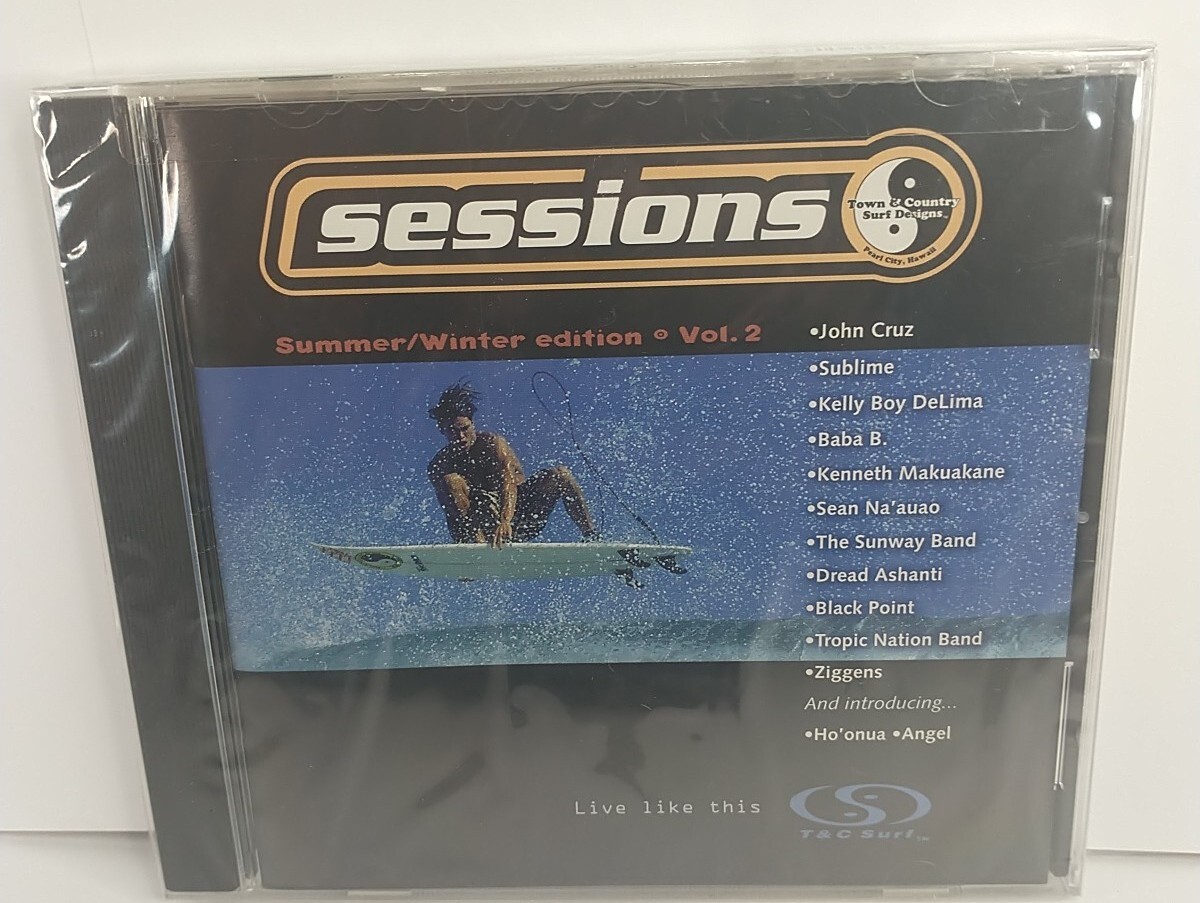 sessions
Town & Country
Surf Designs™
Pearl City, Hawaii
Summer/Winter edition ° Vol. 2
•John Cruz
•Sublime
•Kelly Boy DeLima
•Baba B.
•Kenneth Makuakane
•Sean Na'auao
•The Sunway Band
•Dread Ashanti
•Black Point
•Tropic Nation Band
•Ziggens
And introducing...
•Ho'onua •Angel
Live like this
T&C Surf™